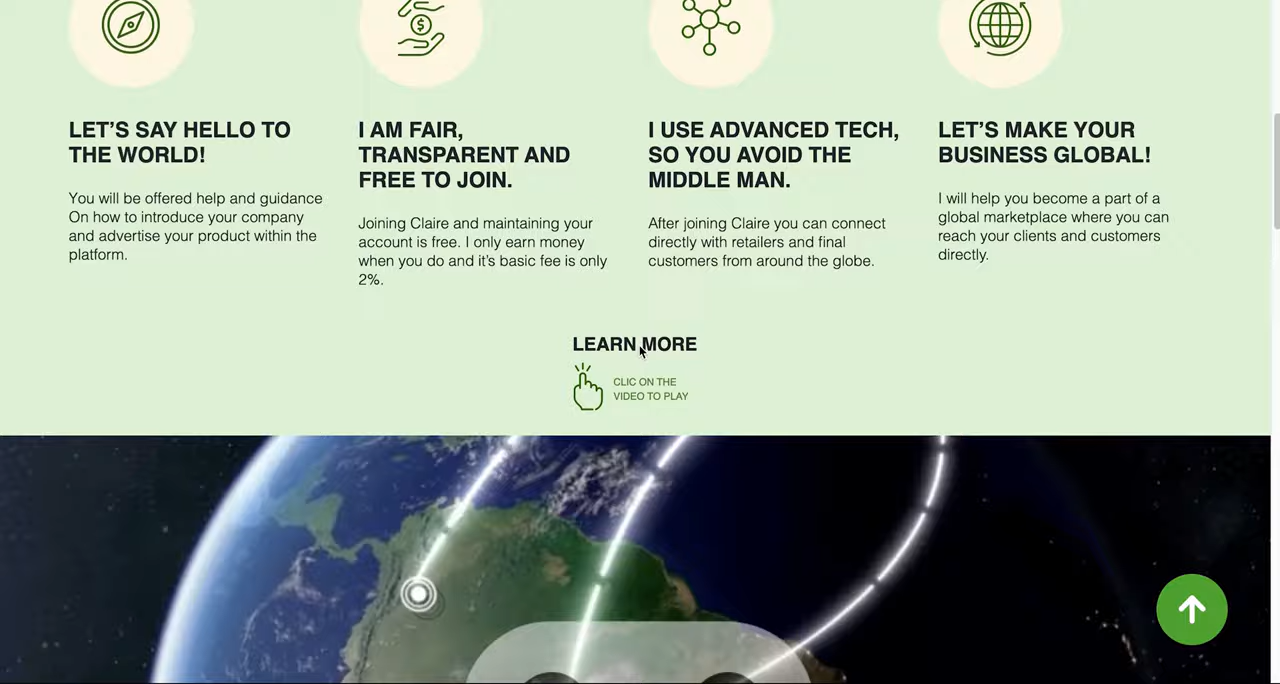 $
LET’S SAY HELLO TO
THE WORLD!
You will be offered help and guidance
On how to introduce your company
and advertise your product within the
platform.
I AM FAIR,
TRANSPARENT AND
FREE TO JOIN.
Joining Claire and maintaining your
account is free. I only earn money
when you do and it’s basic fee is only
2%.
I USE ADVANCED TECH,
SO YOU AVOID THE
MIDDLE MAN.
After joining Claire you can connect
directly with retailers and final
customers from around the globe.
LET’S MAKE YOUR
BUSINESS GLOBAL!
I will help you become a part of a
global marketplace where you can
reach your clients and customers
directly.
LEARN MORE
CLIC ON THE
VIDEO TO PLAY